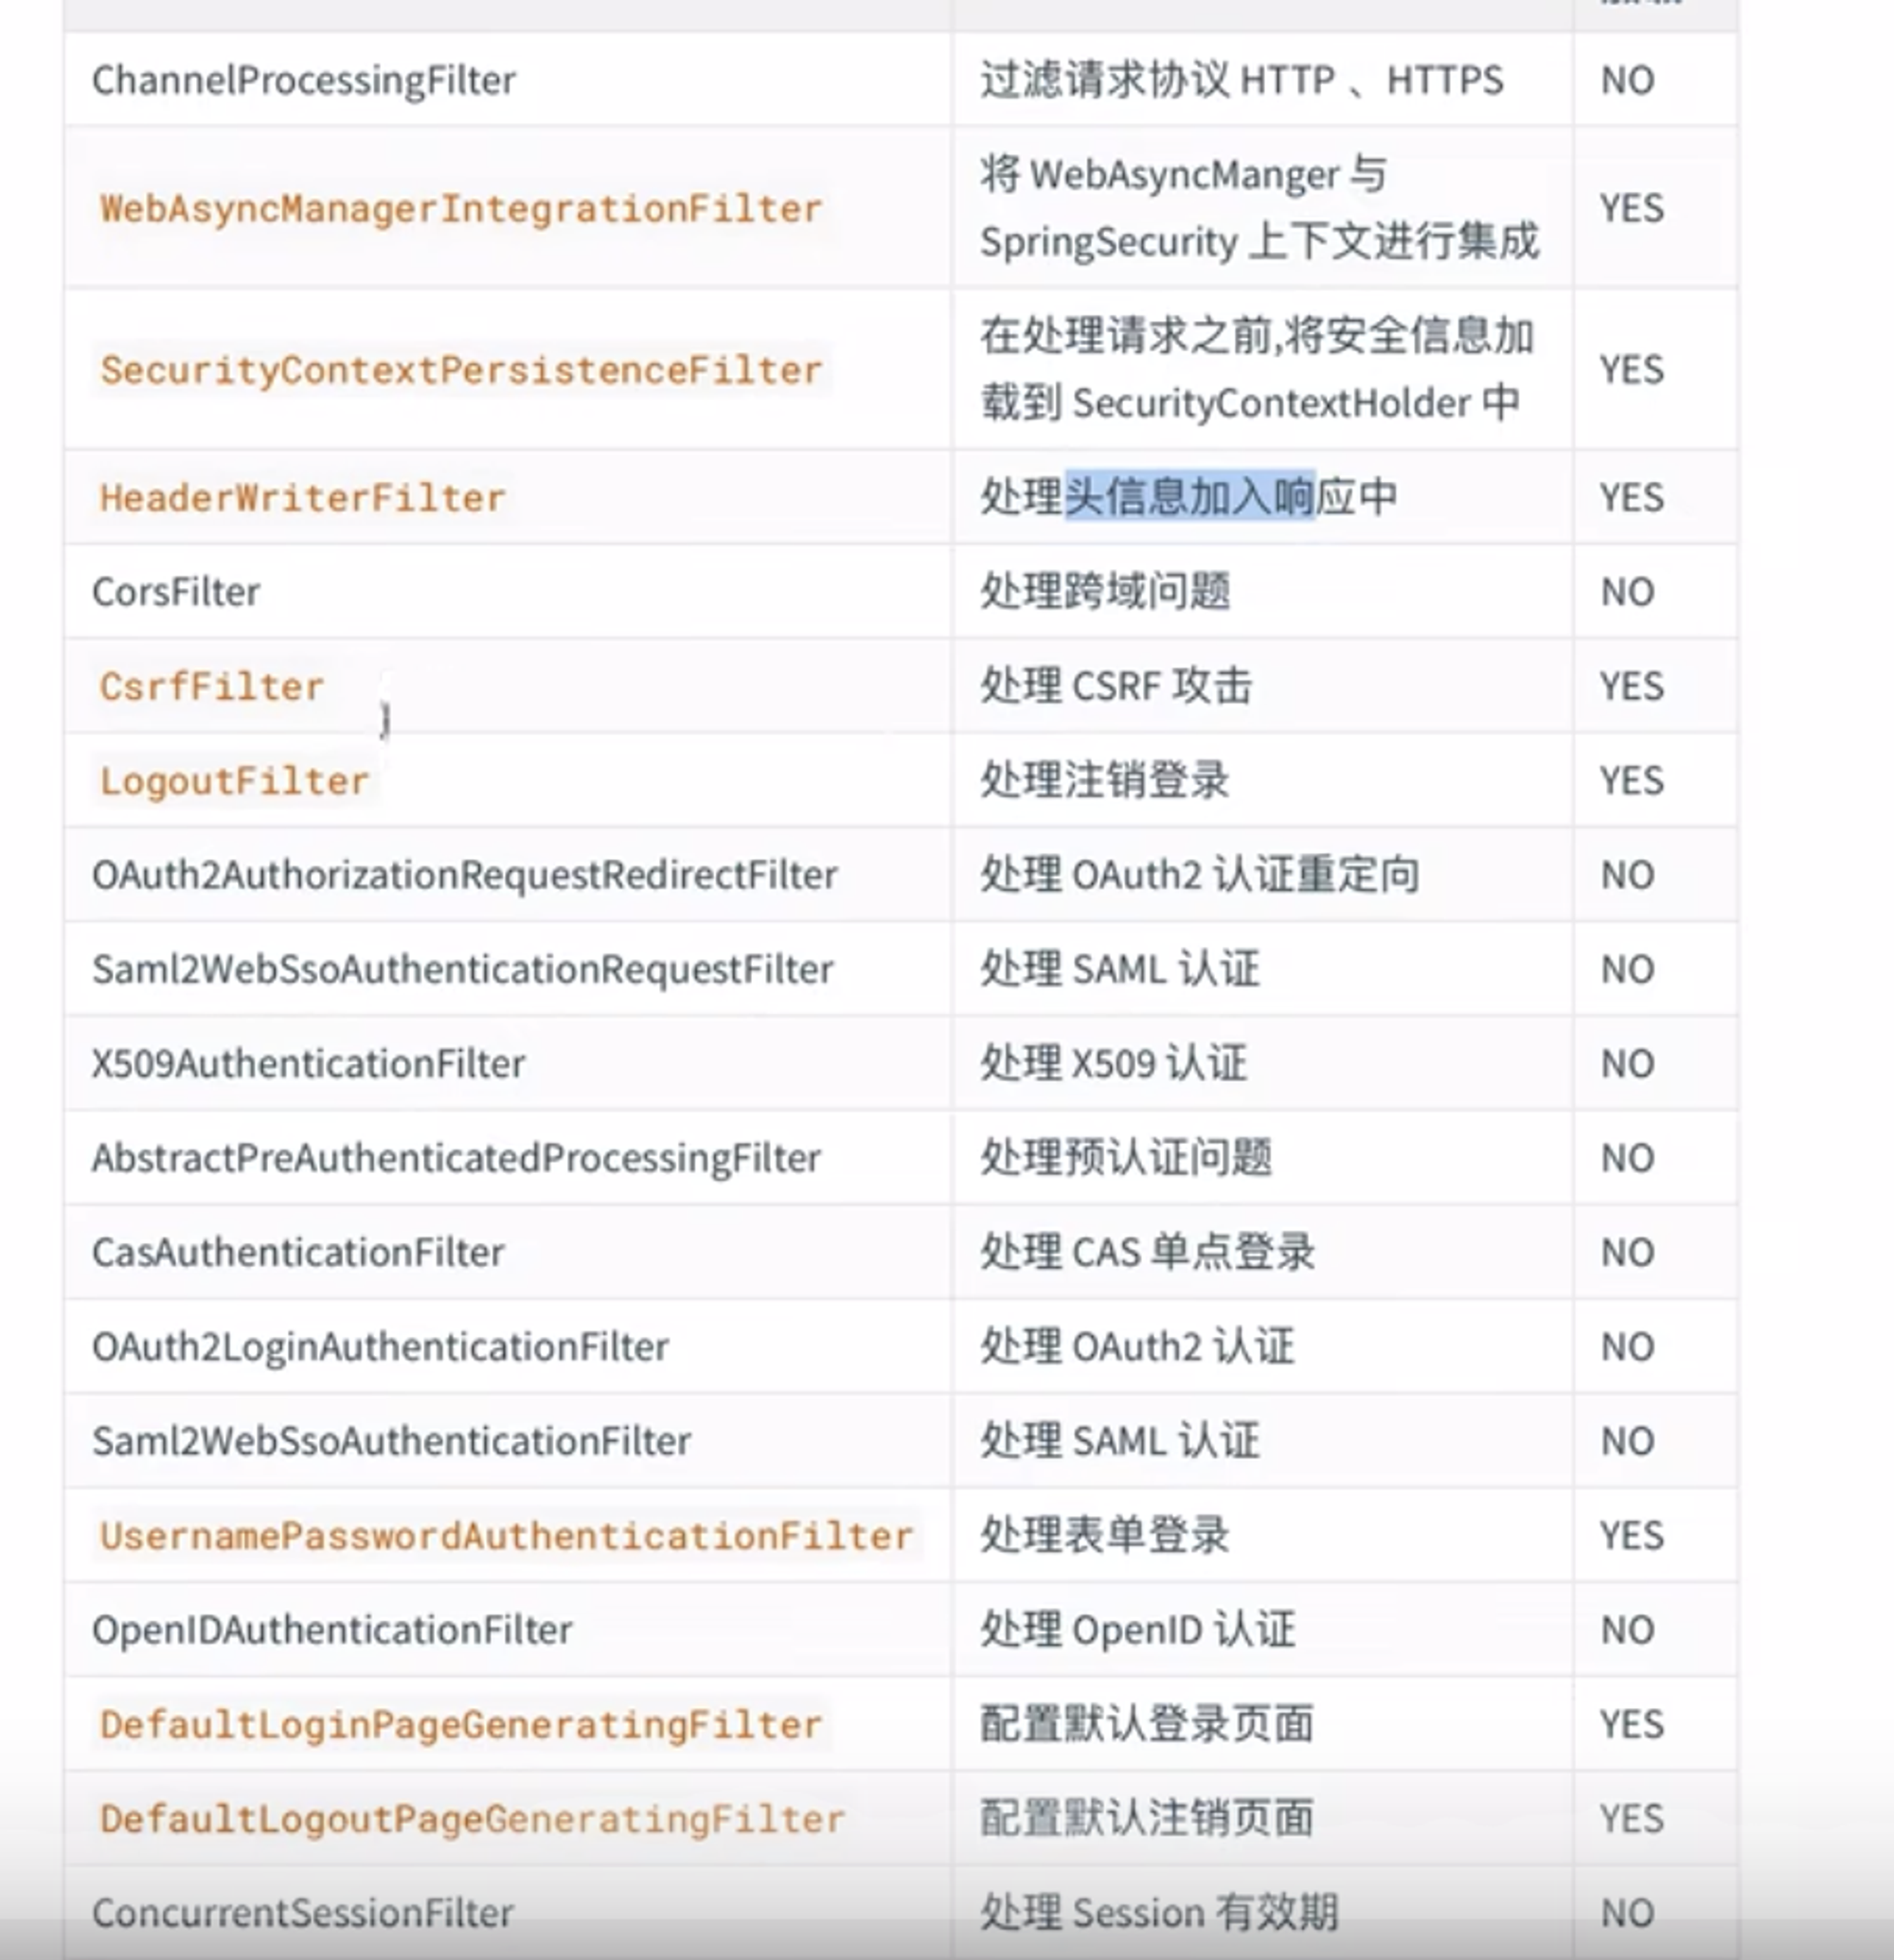 ChannelProcessingFilter 过滤请求协议 HTTP 、HTTPS NO
WebAsyncManagerIntegrationFilter 将 WebAsyncManger 与 YES
SpringSecurity 上下文进行集成
SecurityContextPersistenceFilter 在处理请求之前,将安全信息加 YES
载到 SecurityContextHolder 中
HeaderWriterFilter 处理头信息加入响应中 YES
CorsFilter 处理跨域问题 NO
CsrfFilter 处理 CSRF 攻击 YES
LogoutFilter 处理注销登录 YES
OAuth2AuthorizationRequestRedirectFilter 处理 OAuth2 认证重定向 NO
Saml2WebSsoAuthenticationRequestFilter 处理 SAML 认证 NO
X509AuthenticationFilter 处理 X509 认证 NO
AbstractPreAuthenticatedProcessingFilter 处理预认证问题 NO
CasAuthenticationFilter 处理 CAS 单点登录 NO
OAuth2LoginAuthenticationFilter 处理 OAuth2 认证 NO
Saml2WebSsoAuthenticationFilter 处理 SAML 认证 NO
UsernamePasswordAuthenticationFilter 处理表单登录 YES
OpenIDAuthenticationFilter 处理 OpenID 认证 NO
DefaultLoginPageGeneratingFilter 配置默认登录页面 YES
DefaultLogoutPageGeneratingFilter 配置默认注销页面 YES
ConcurrentSessionFilter 处理 Session 有效期 NO